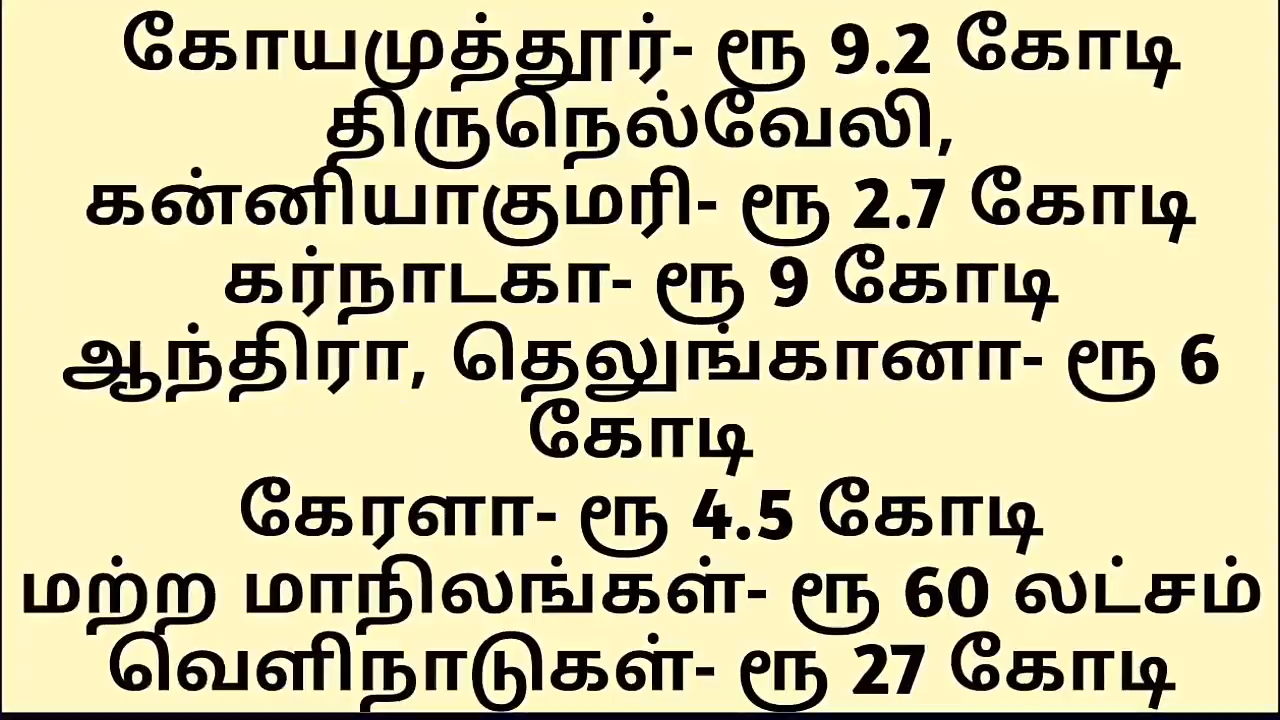 கோயமுத்தூர்- ரூ 9.2 கோடி
திருநெல்வேலி,
கன்னியாகுமரி- ரூ 2.7 கோடி
கர்நாடகா- ரூ 9 கோடி
ஆந்திரா, தெலுங்கானா- ரூ 6
கோடி
கேரளா- ரூ 4.5 கோடி
மற்ற மாநிலங்கள்- ரூ 60 லட்சம்
வெளிநாடுகள்- ரூ 27 கோடி